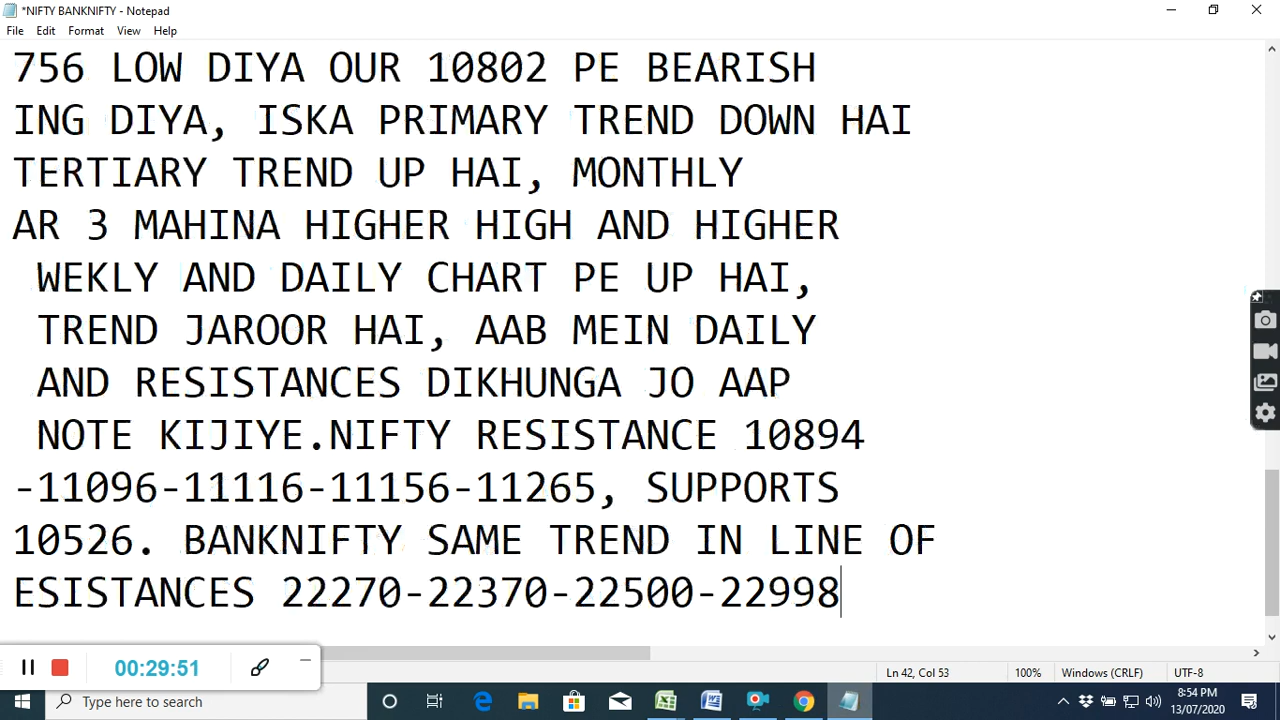 *NIFTY BANKNIFTY - Notepad
File Edit Format View Help
756 LOW DIYA OUR 10802 PE BEARISH
ING DIYA, ISKA PRIMARY TREND DOWN HAI
TERTIARY TREND UP HAI, MONTHLY
AR 3 MAHINA HIGHER HIGH AND HIGHER
WEKLY AND DAILY CHART PE UP HAI,
TREND JAROOR HAI, AAB MEIN DAILY
AND RESISTANCES DIKHUNGA JO AAP
NOTE KIJIYE.NIFTY RESISTANCE 10894
-11096-11116-11156-11265, SUPPORTS
10526. BANKNIFTY SAME TREND IN LINE OF
ESISTANCES 22270-22370-22500-22998
00:29:51
Ln 42, Col 53 100% Windows (CRLF) UTF-8
Type here to search
8:54 PM
13/07/2020